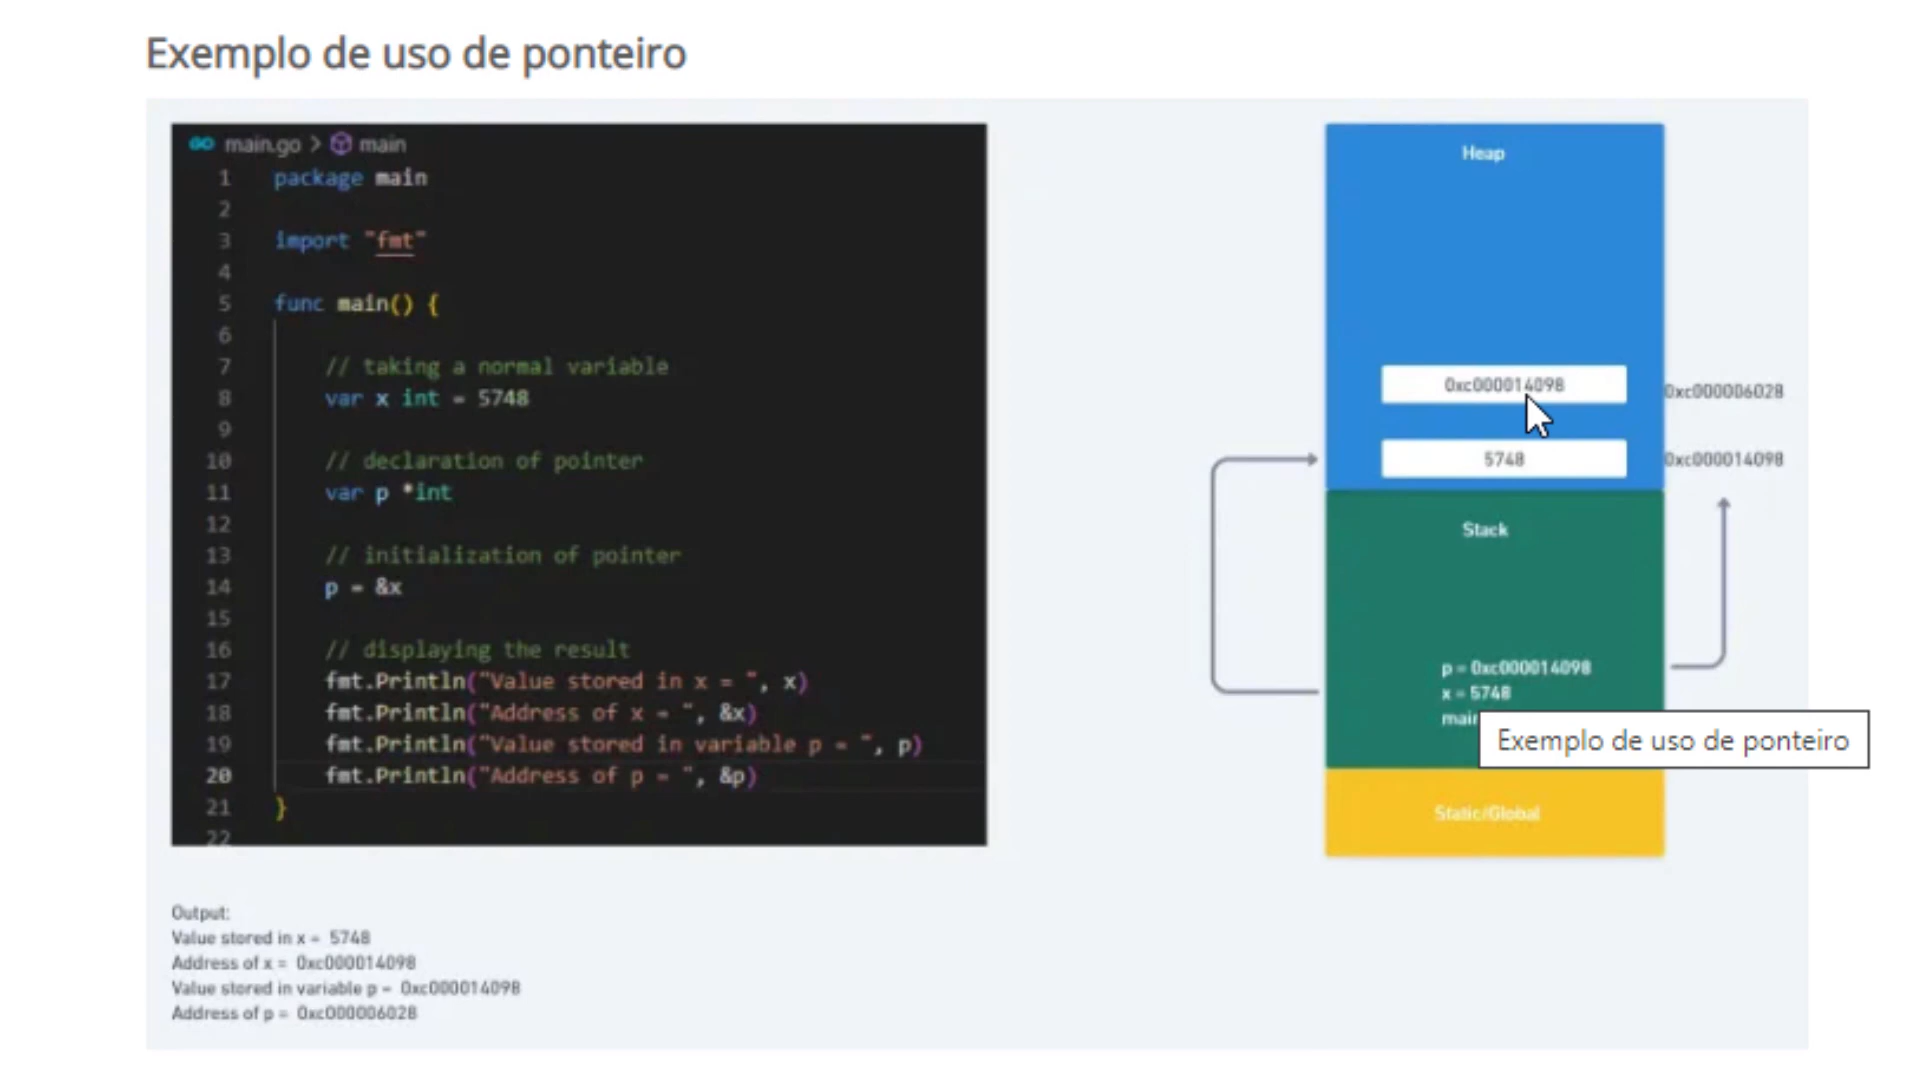 Exemplo de uso de ponteiro
main.go > main
1 package main
2
3 import "fmt"
4
5 func main() {
6
7 // taking a normal variable
8 var x int = 5748
9
10 // declaration of pointer
11 var p *int
12
13 // initialization of pointer
14 p = &x
15
16 // displaying the result
17 fmt.Println("Value stored in x = ", x)
18 fmt.Println("Address of x = ", &x)
19 fmt.Println("Value stored in variable p = ", p)
20 fmt.Println("Address of p = ", &p)
21 }
22
Output:
Value stored in x = 5748
Address of x = 0xc000014098
Value stored in variable p = 0xc000014098
Address of p = 0xc000006028
Heap
0xc000014098 0xc000006028
5748 0xc000014098
Stack
p = 0xc000014098
x = 5748
Exemplo de uso de ponteiro
Static/Global